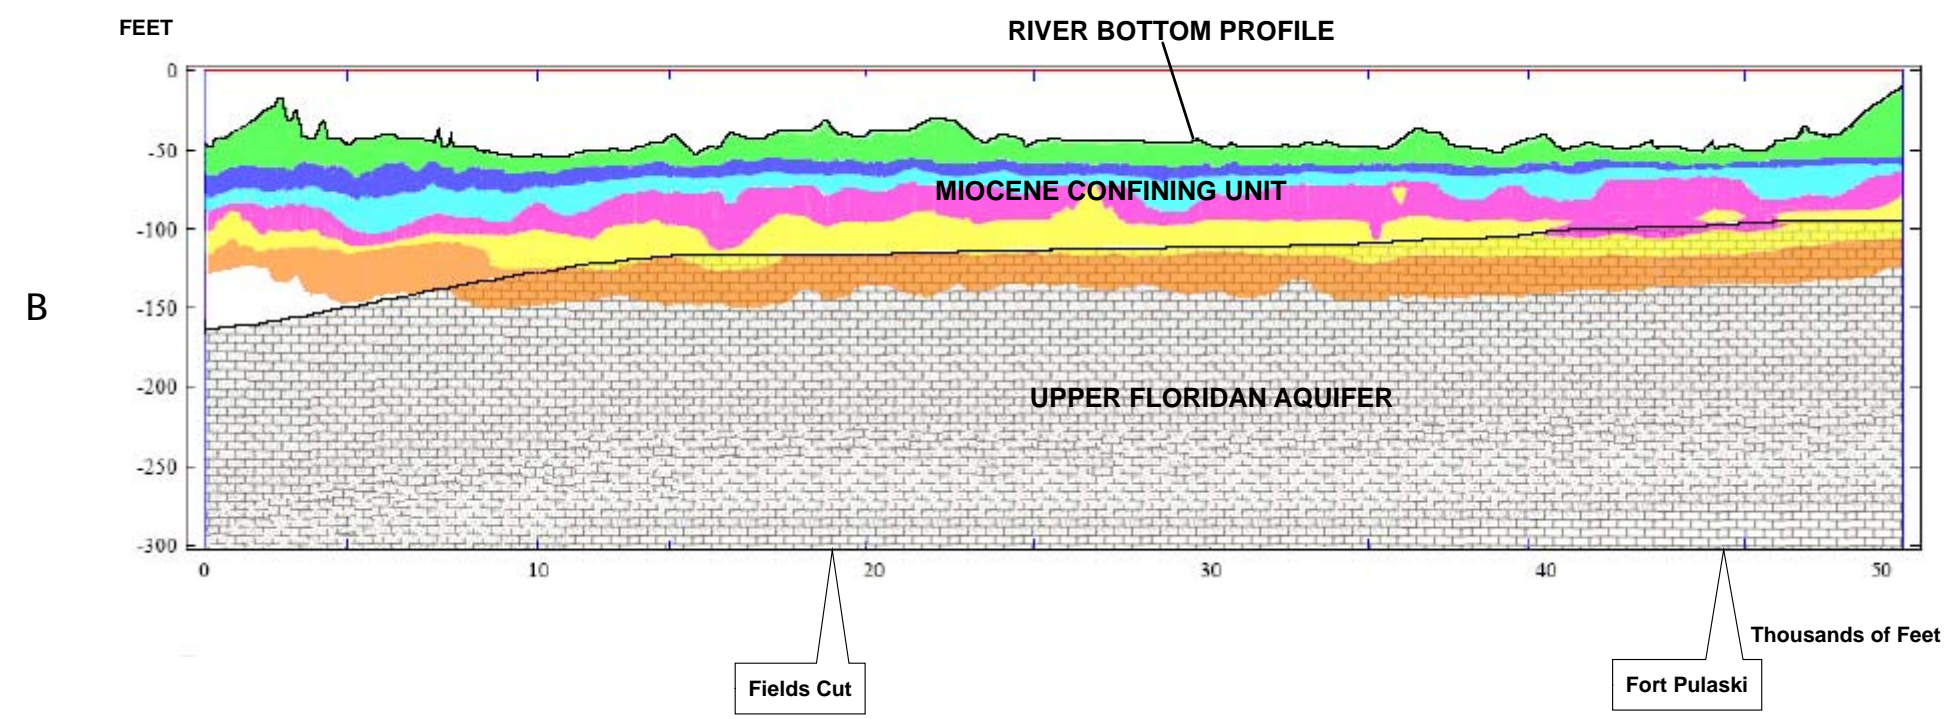 FEET
RIVER BOTTOM PROFILE
0
-50
MIOCENE CONFINING UNIT
-100
-150
B
-200
UPPER FLORIDAN AQUIFER
-250
-300
0 10 20 30 40 50
Thousands of Feet
Fields Cut
Fort Pulaski